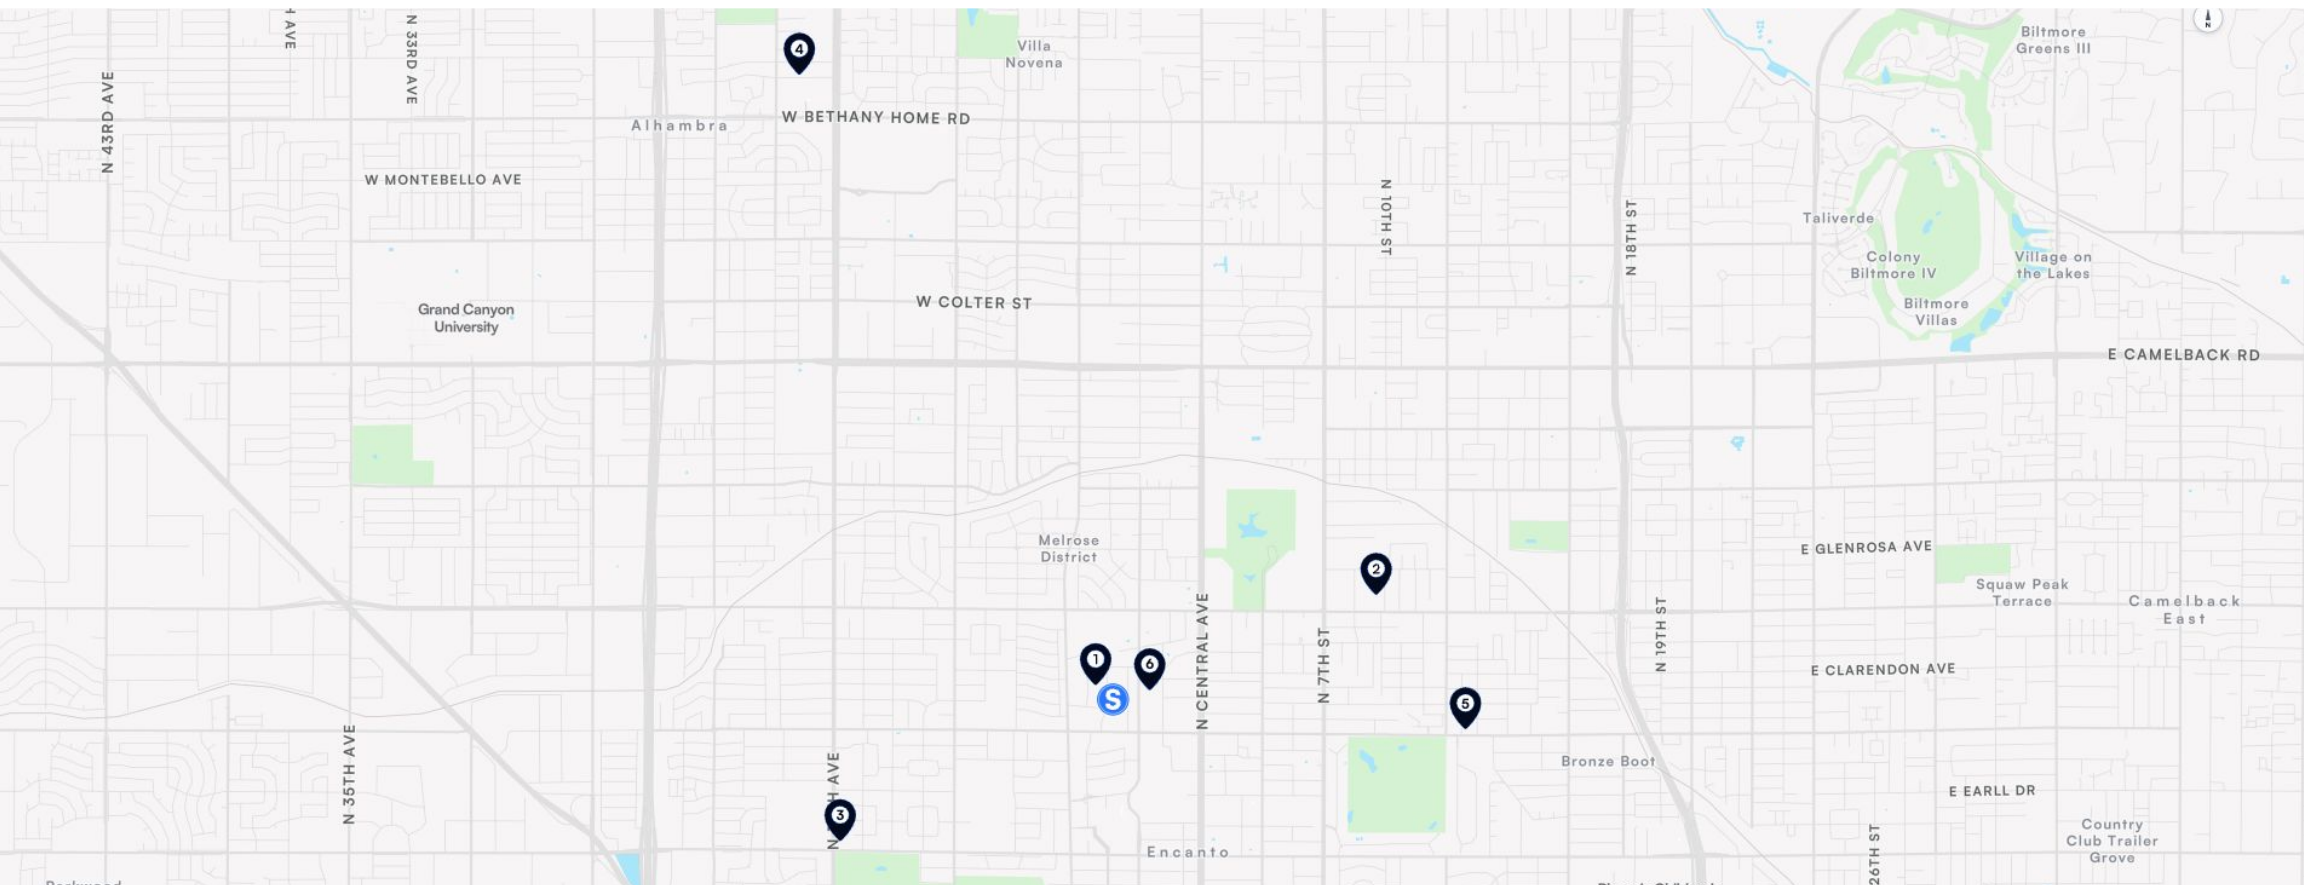 H AVE
N 33RD AVE
4
Villa
Novena
N
Biltmore
Greens III
N 43RD AVE
Alhambra
W BETHANY HOME RD
W MONTEBELLO AVE
N 10TH ST
N 18TH ST
Taliverde
Colony
Biltmore IV
Village on
the Lakes
Grand Canyon
University
W COLTER ST
Biltmore
Villas
E CAMELBACK RD
Melrose
District
2
E GLENROSA AVE
Squaw Peak
Terrace
Camelback
East
N CENTRAL AVE
N 7TH ST
N 19TH ST
1
6
S
E CLARENDON AVE
5
N 35TH AVE
Bronze Boot
E EARLL DR
3
Encanto
Country
Club Trailer
Grove
26TH ST